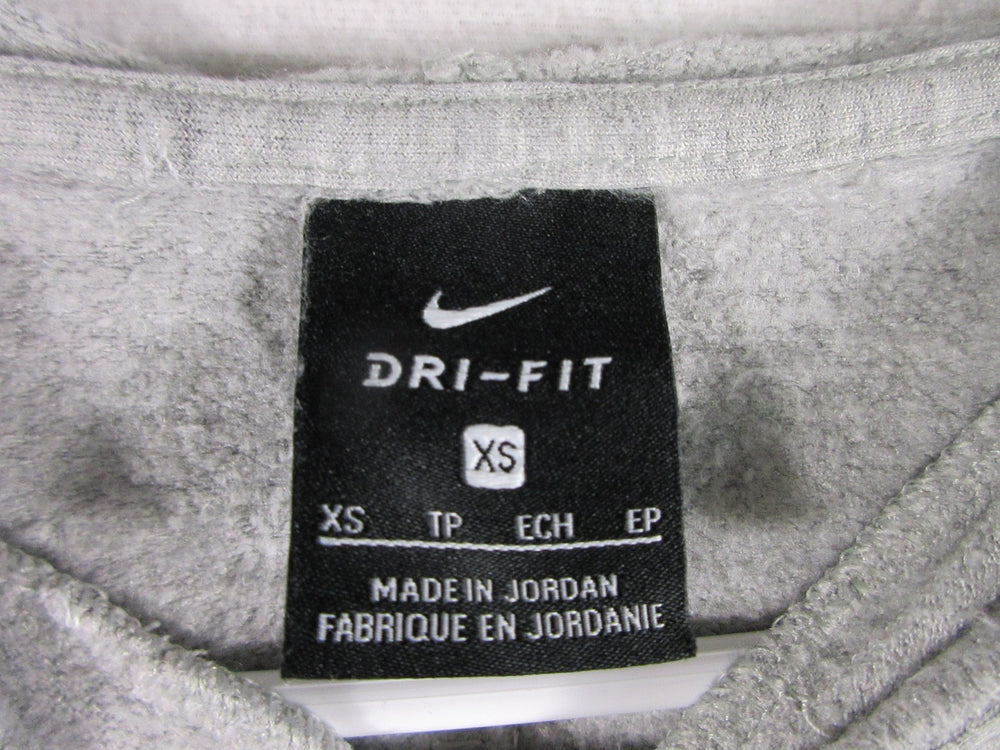 DRI-FIT
XS
XS TP ECH EP
MADE IN JORDAN
FABRIQUE EN JORDANIE